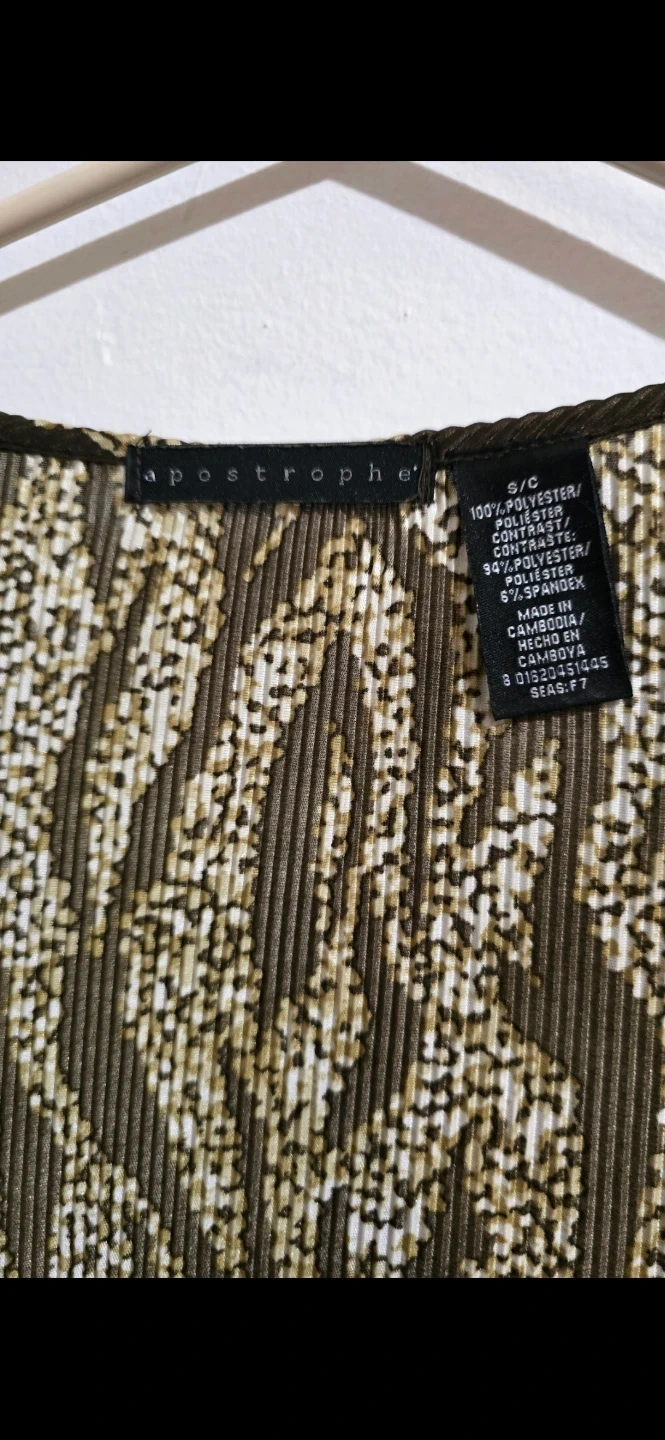 apostrophe
S/C
100%POLYESTER/
POLIÉSTER
CONTRAST/
CONTRASTE:
94%POLYESTER/
POLIÉSTER
6%SPANDEX
MADE IN
CAMBODIA/
HECHO EN
CAMBOYA
8 01620451445
SEAS:F7